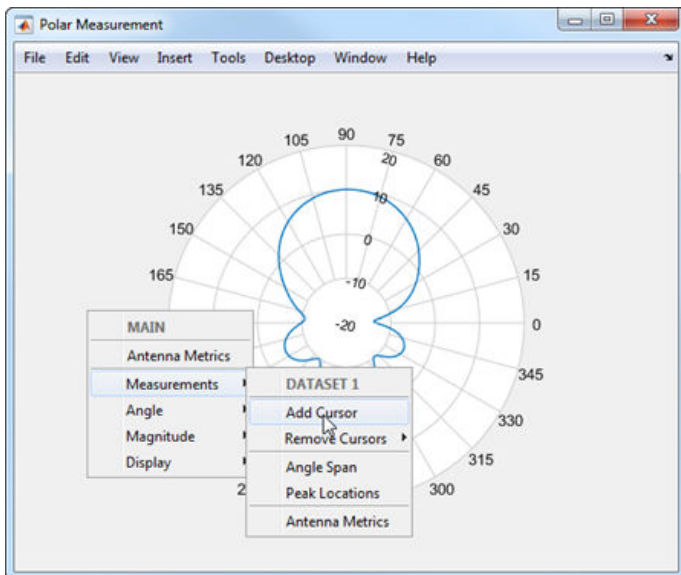 Polar Measurement
File Edit View Insert Tools Desktop Window Help
90
105 75
120 20 60
135 10 45
150 0 30
165 -10 15
-20 0
345
330
315
300
2
MAIN
Antenna Metrics
Measurements
Angle
Magnitude
Display
DATASET 1
Add Cursor
Remove Cursors
Angle Span
Peak Locations
Antenna Metrics